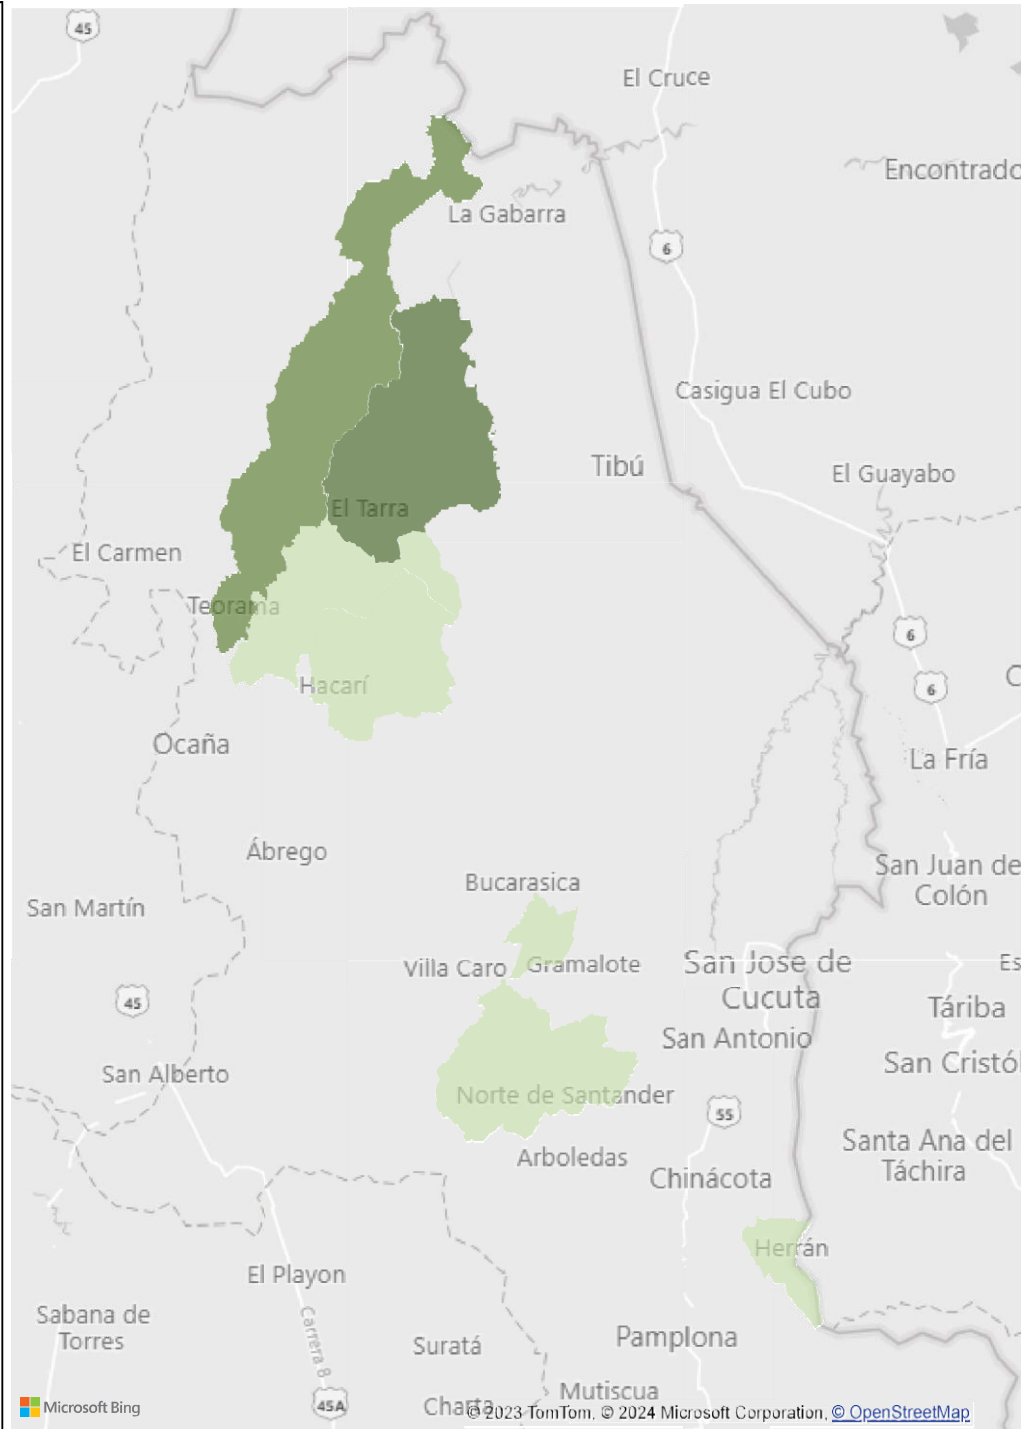 45
El Cruce
Encontrado
La Gabarra
6
Casigua El Cubo
Tibú
El Guayabo
El Tarra
El Carmen
Teorama
6
6
Hacarí
C
Ocaña
La Fría
Ábrego
San Juan de
Colón
Bucarasica
San Martín
Villa Caro
Gramalote
San Jose de
Cucuta
Es
45
Táriba
San Antonio
San Cristó
San Alberto
Norte de Santander
55
Santa Ana del
Táchira
Arboledas
Chinácota
Herrán
El Playon
Sabana de
Torres
Carrera 8
Suratá
Pamplona
Mutiscua
45A
Charta
Microsoft Bing
© 2023 TomTom, © 2024 Microsoft Corporation, © OpenStreetMap